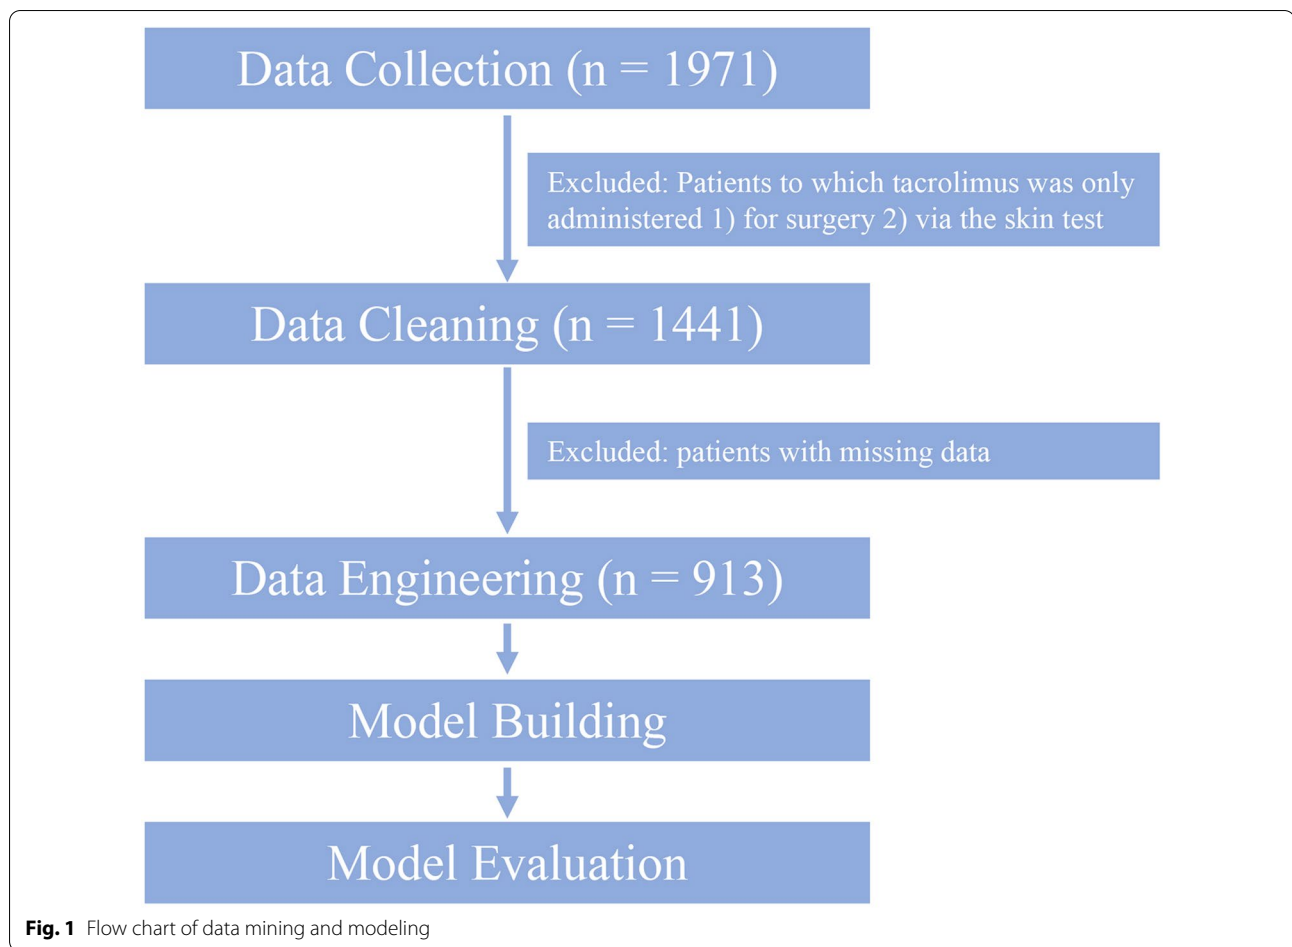 Data Collection (n = 1971)
Excluded: Patients to which tacrolimus was only
administered 1) for surgery 2) via the skin test
Data Cleaning (n = 1441)
Excluded: patients with missing data
Data Engineering (n = 913)
Model Building
Model Evaluation
Fig. 1 Flow chart of data mining and modeling